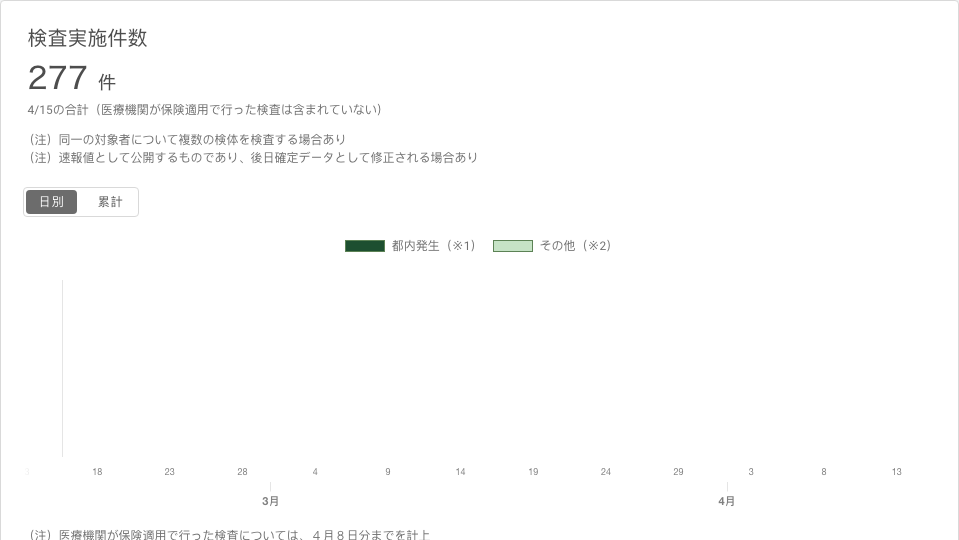 検査実施件数
277 件
4/15の合計（医療機関が保険適用で行った検査は含まれていない）
（注）同一の対象者について複数の検体を検査する場合あり
（注）速報値として公開するものであり、後日確定データとして修正される場合あり
日別 累計
都内発生（※1） その他（※2）
18 23 28 4 9 14 19 24 29 3 8 13
3月 4月
（注）医療機関が保険適用で行った検査については、４月８日分までを計上